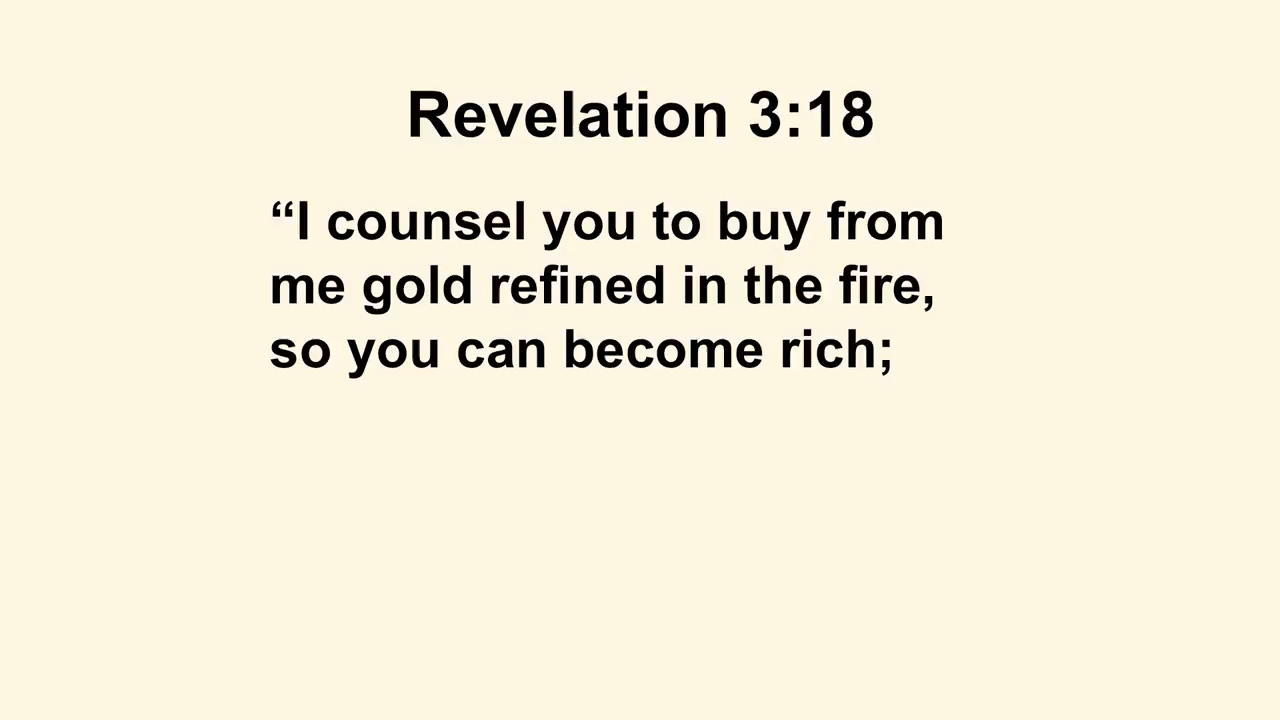 Revelation 3:18
“I counsel you to buy from
me gold refined in the fire,
so you can become rich;